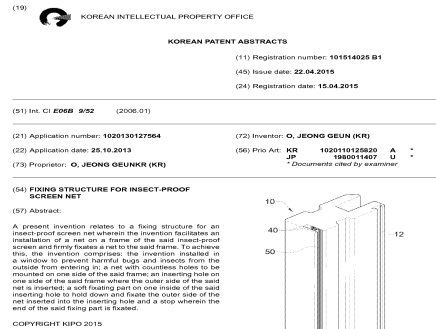 (19)
KOREAN INTELLECTUAL PROPERTY OFFICE
KOREAN PATENT ABSTRACTS
(11) Registration number: 101514025 B1
(45) Issue date: 22.04.2015
(24) Registration date: 15.04.2015
(51) Int. Cl E06B 9/52 (2006.01)
(21) Application number: 1020130127564
(22) Application date: 25.10.2013
(73) Proprietor: O, JEONG GEUNKR (KR)
(72) Inventor: O, JEONG GEUN (KR)
(56) Prio Art: KR 1020110125820 A *
JP 1980011407 U *
* Documents cited by examiner
(54) FIXING STRUCTURE FOR INSECT-PROOF
SCREEN NET
(57) Abstract:
A present invention relates to a fixing structure for an
insect-proof screen net wherein the invention facilitates an
installation of a net on a frame of the said insect-proof
screen and firmly fixates a net to the said frame. To achieve
this, the invention comprises: the invention installed in
a window to prevent harmful bugs and insects from the
outside from entering in; a net with countless holes to be
mounted on one side of the said frame; an inserting hole on
one side of the said frame where the outer side of the said
net is inserted; a soft fixating part on one inside of the said
inserting hole to hold down and fixate the outer side of the
net inserted into the inserting hole and a stop wherein the
end of the said fixing part is fixated.
COPYRIGHT KIPO 2015
10
40
50
12